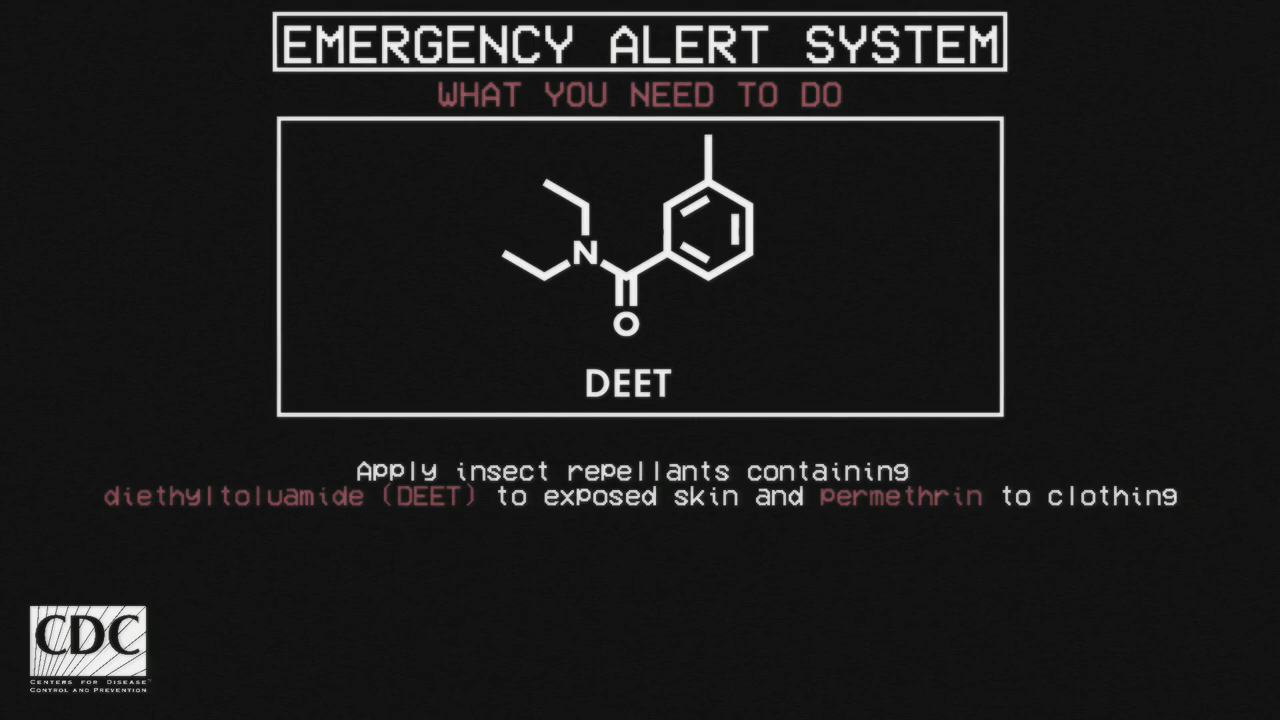 EMERGENCY ALERT SYSTEM
WHAT YOU NEED TO DO
N
O
DEET
Apply insect repellants containing
diethyltoluamide (DEET) to exposed skin and permethrin to clothing
CDC
CENTERS FOR DISEASE
CONTROL AND PREVENTION